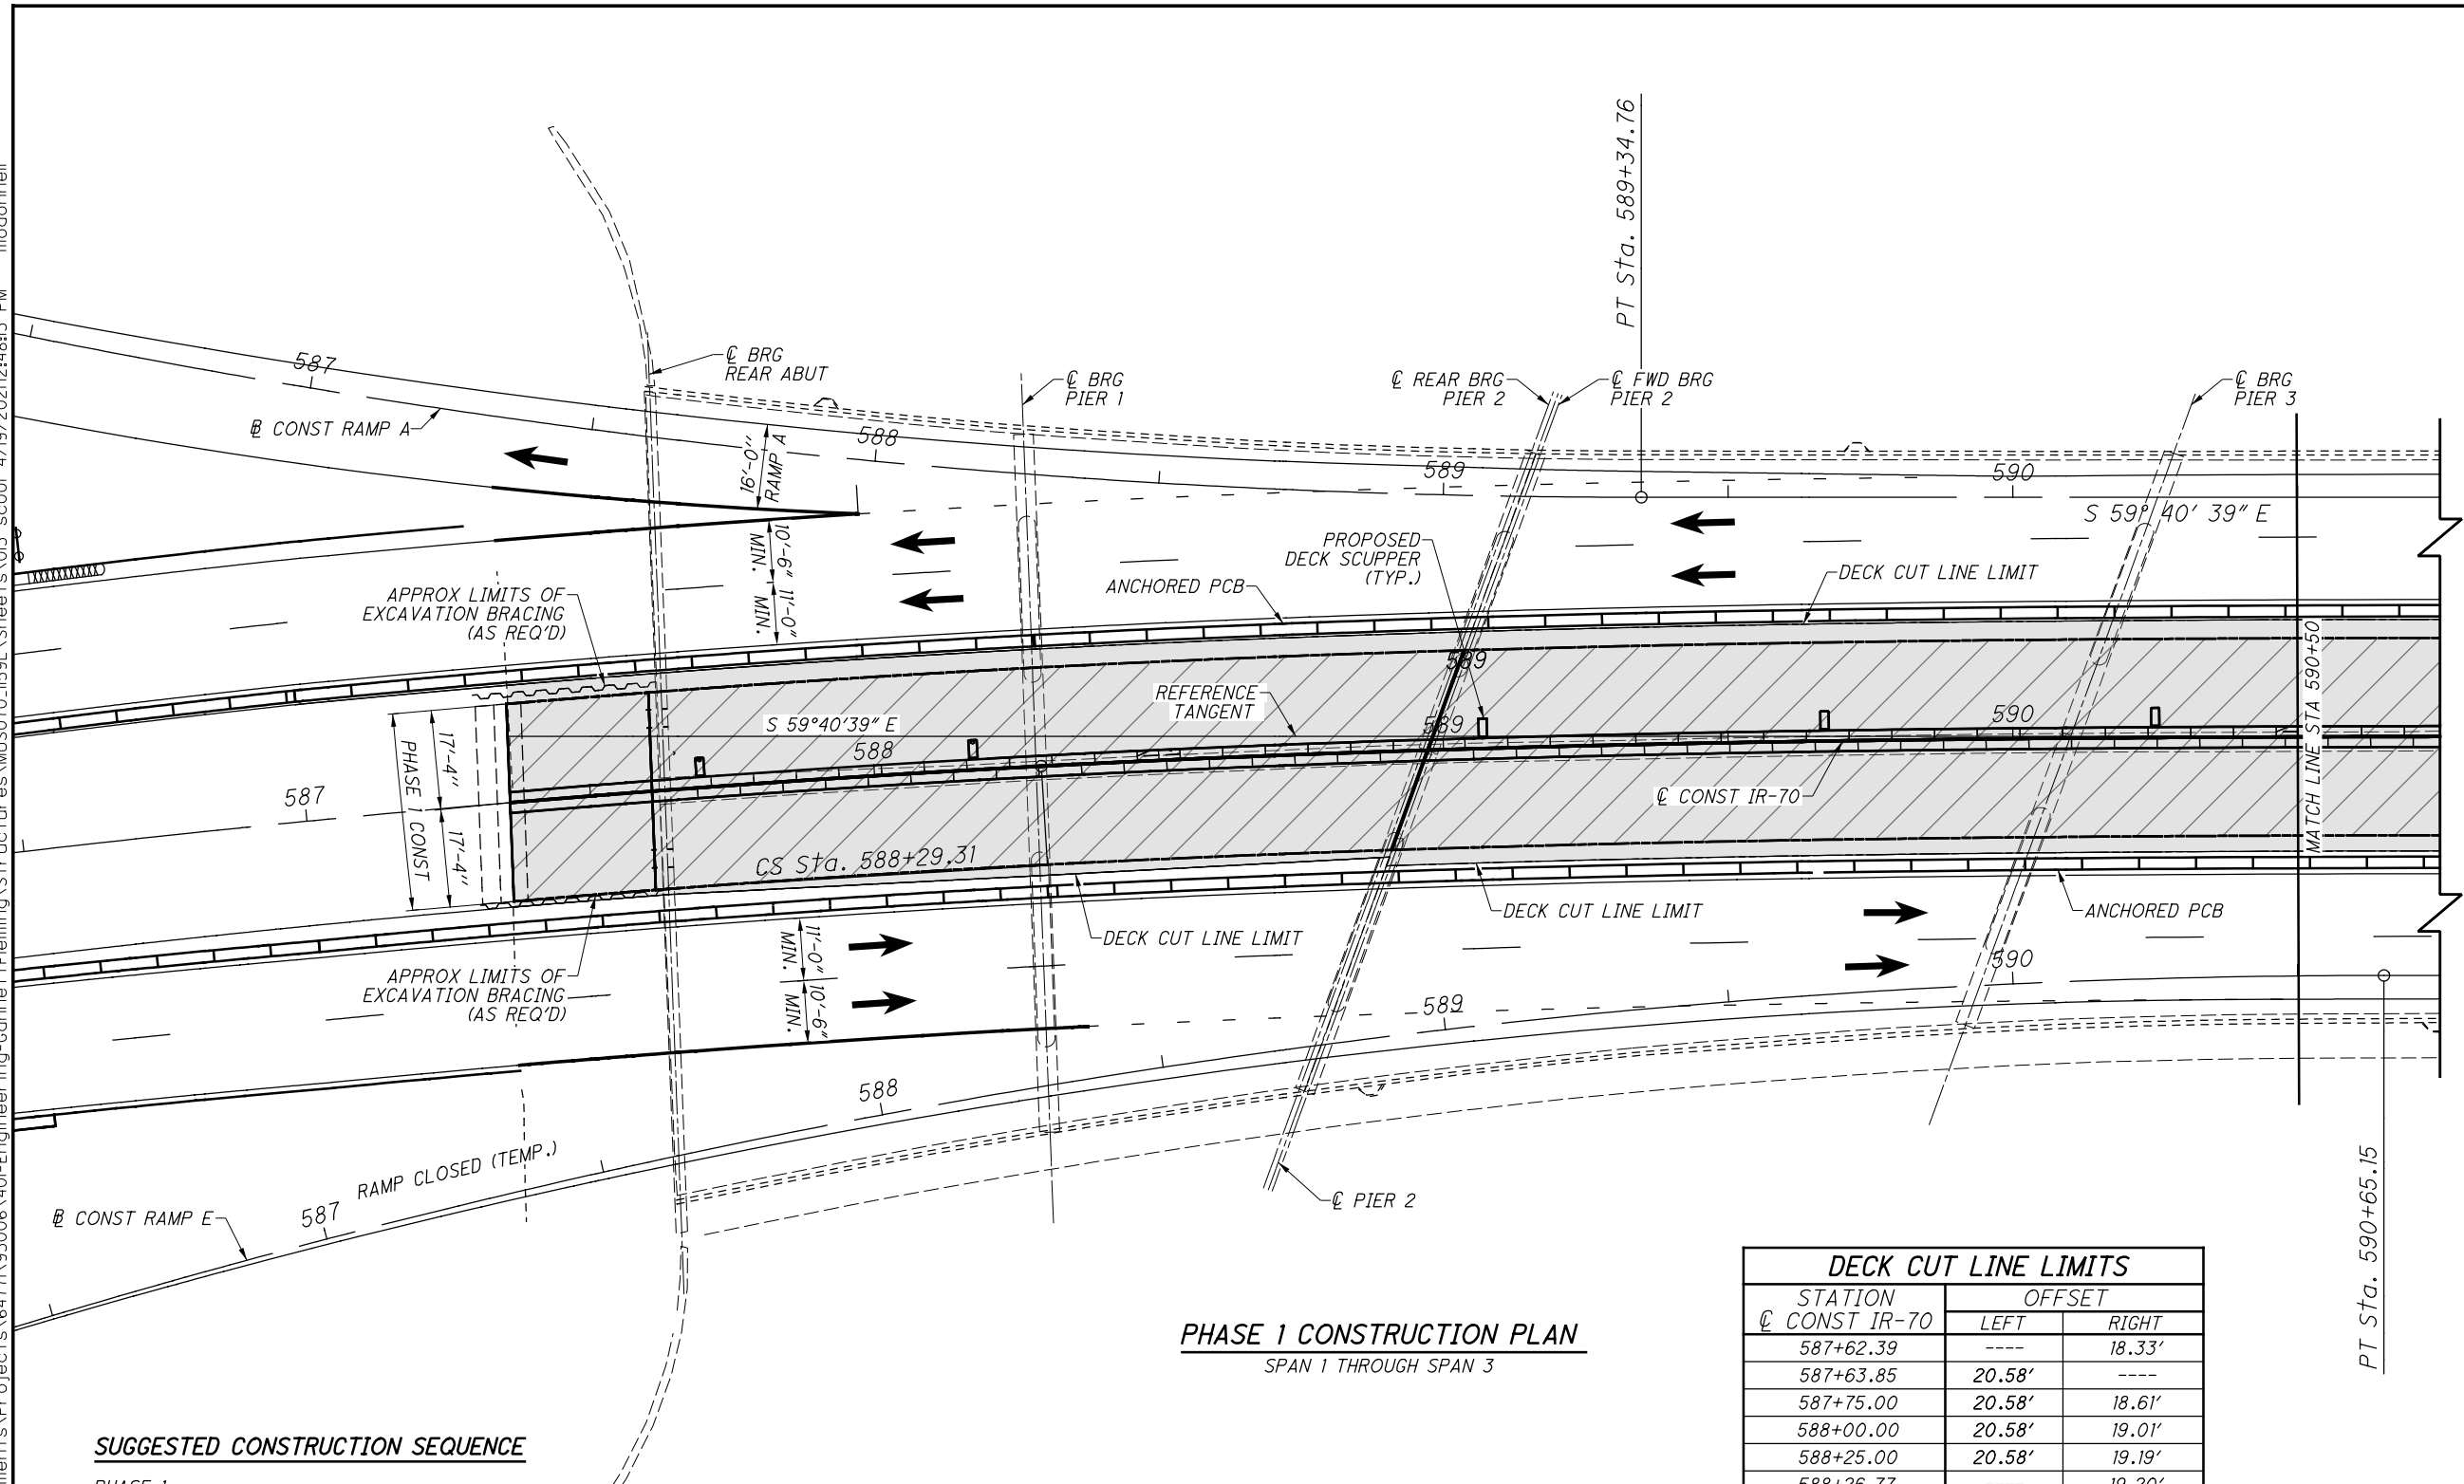 PT Sta. 589+34.76
587
℄ BRG
REAR ABUT
℄ BRG
PIER 1
℄ REAR BRG
PIER 2
℄ FWD BRG
PIER 2
℄ BRG
PIER 3
B CONST RAMP A
16'-0"
RAMP A
588
589
590
S 59° 40' 39" E
10'-6"
MIN.
11'-0"
MIN.
PROPOSED
DECK SCUPPER
(TYP.)
ANCHORED PCB
DECK CUT LINE LIMIT
APPROX LIMITS OF
EXCAVATION BRACING
(AS REQ'D)
589
REFERENCE
TANGENT
S 59°40'39" E
588
589
590
MATCH LINE STA 590+50
PHASE 1 CONST
17'-4"
17'-4"
587
℄ CONST IR-70
CS Sta. 588+29.31
DECK CUT LINE LIMIT
DECK CUT LINE LIMIT
ANCHORED PCB
APPROX LIMITS OF
EXCAVATION BRACING
(AS REQ'D)
11'-0"
MIN.
10'-6"
MIN.
590
589
588
RAMP CLOSED (TEMP.)
587
B CONST RAMP E
℄ PIER 2
PT Sta. 590+65.15
PHASE 1 CONSTRUCTION PLAN
SPAN 1 THROUGH SPAN 3
DECK CUT LINE LIMITS
STATION
℄ CONST IR-70
OFFSET
LEFT RIGHT
587+62.39 ---- 18.33'
587+63.85 20.58' ----
587+75.00 20.58' 18.61'
588+00.00 20.58' 19.01'
588+25.00 20.58' 19.19'
588+26.77 ---- 19.20'
SUGGESTED CONSTRUCTION SEQUENCE
PHASE 1